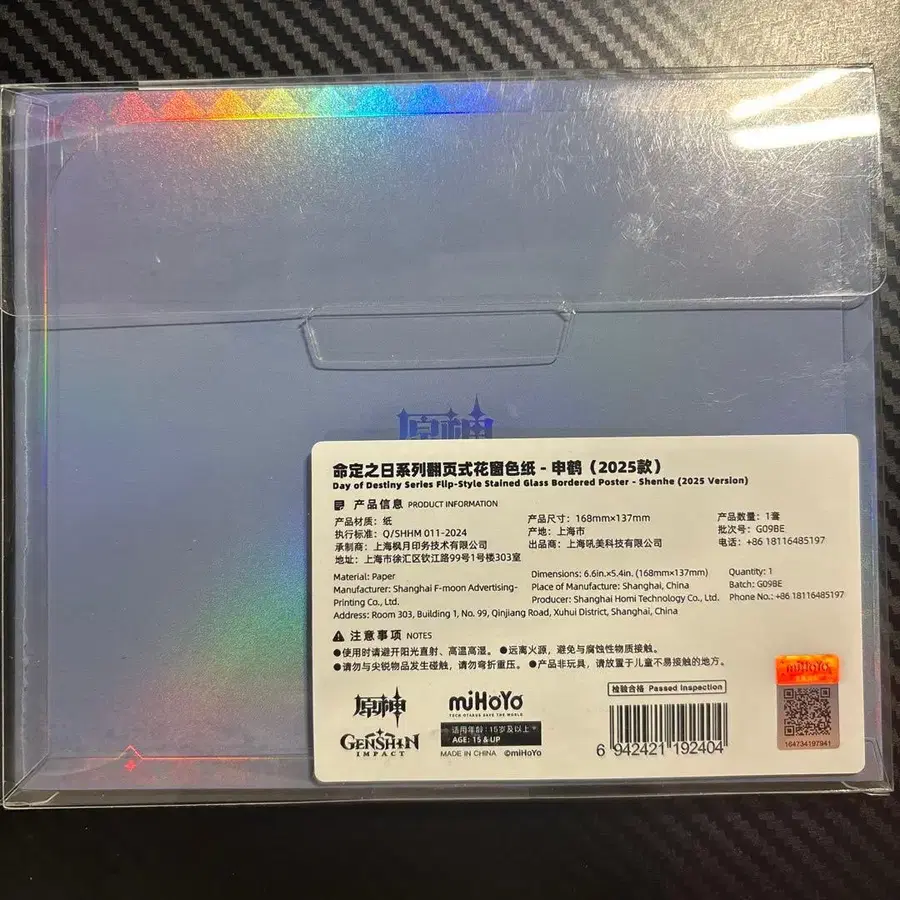 原神
命定之日系列翻页式花窗色纸 - 申鹤（2025款）
Day of Destiny Series Flip-Style Stained Glass Bordered Poster - Shenhe (2025 Version)
产品信息 PRODUCT INFORMATION
产品材质：纸 产品尺寸：168mm×137mm 产品数量：1套
执行标准：Q/SHHM 011-2024 产地：上海市 批次号：G09BE
承制商：上海枫月印务技术有限公司 出品商：上海吼美科技有限公司 电话：+86 18116485197
地址：上海市徐汇区钦江路99号1号楼303室
Material: Paper Dimensions: 6.6in.×5.4in. (168mm×137mm) Quantity: 1
Manufacturer: Shanghai F-moon Advertising- Place of Manufacture: Shanghai, China Batch: G09BE
Printing Co., Ltd. Producer: Shanghai Homi Technology Co., Ltd. Phone No.: +86 18116485197
Address: Room 303, Building 1, No. 99, Qinjiang Road, Xuhui District, Shanghai, China
注意事项 NOTES
●使用时请避开阳光直射、高温高湿。 ●远离火源，避免与腐蚀性物质接触。
●请勿与尖锐物品发生碰触，请勿弯折重压。 ●产品非玩具，请放置于儿童不易接触的地方。
原神
GENSHIN
IMPACT
miHoYo
TECH OTAKUS SAVE THE WORLD
适用年龄：15岁及以上
AGE: 15 & UP
MADE IN CHINA ©miHoYo
检验合格 Passed Inspection
6 942421 192404
miHoYo
164734197941